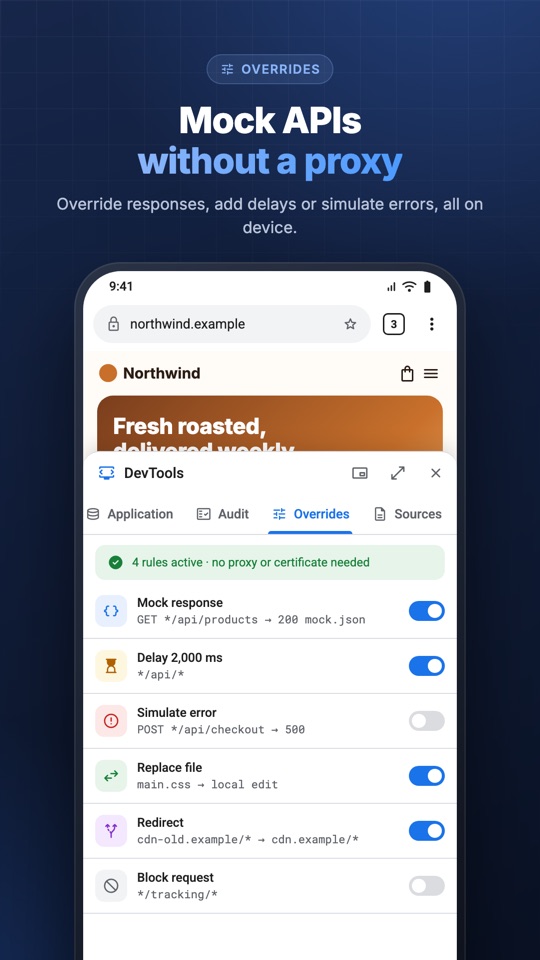 OVERRIDES
Mock APIs
without a proxy
Override responses, add delays or simulate errors, all on
device.
9:41
northwind.example
3
Northwind
Fresh roasted,
delivered weekly
DevTools
Application
Audit
Overrides
Sources
4 rules active · no proxy or certificate needed
Mock response
GET */api/products → 200 mock.json
Delay 2,000 ms
*/api/*
Simulate error
POST */api/checkout → 500
Replace file
main.css → local edit
Redirect
cdn-old.example/* → cdn.example/*
Block request
*/tracking/*